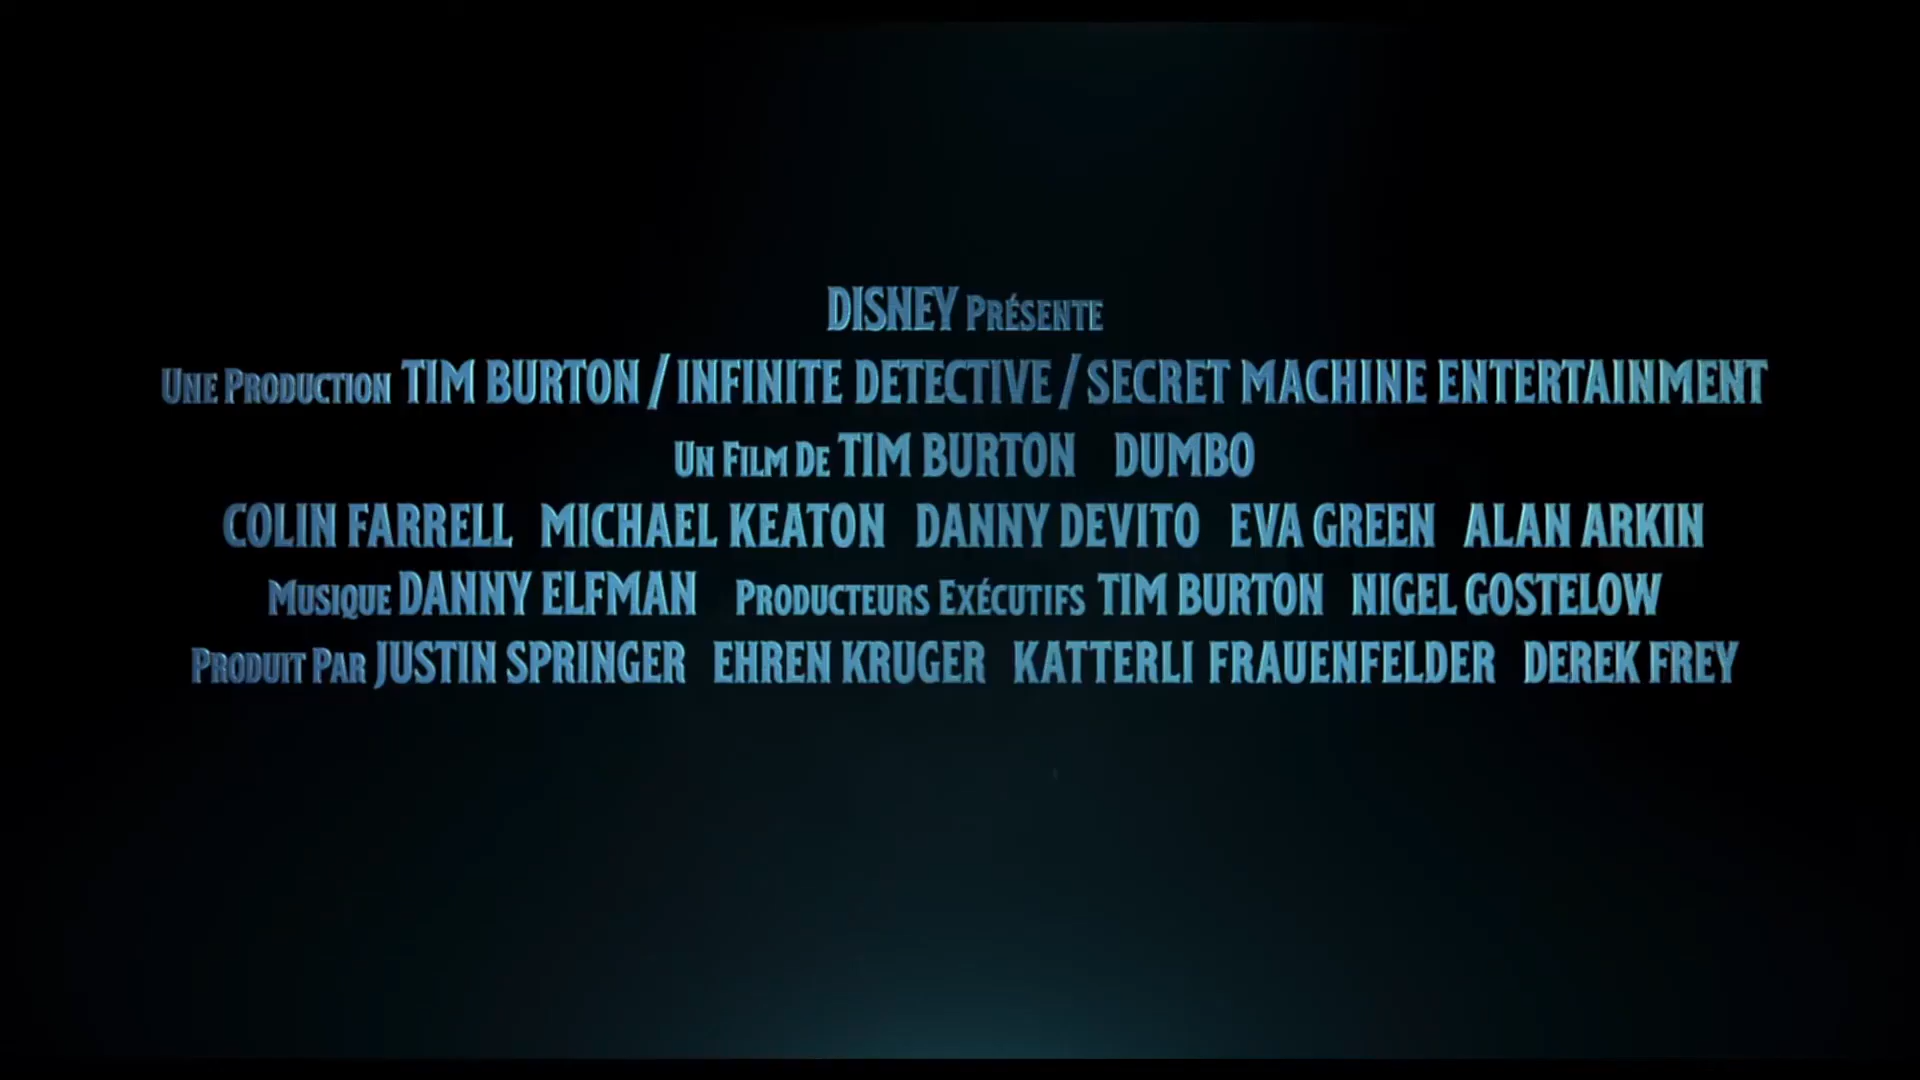 DISNEY PRÉSENTE
UNE PRODUCTION TIM BURTON / INFINITE DETECTIVE / SECRET MACHINE ENTERTAINMENT
UN FILM DE TIM BURTON DUMBO
COLIN FARRELL MICHAEL KEATON DANNY DEVITO EVA GREEN ALAN ARKIN
MUSIQUE DANNY ELFMAN PRODUCTEURS EXÉCUTIFS TIM BURTON NIGEL GOSTELOW
PRODUIT PAR JUSTIN SPRINGER EHREN KRUGER KATTERLI FRAUENFELDER DEREK FREY